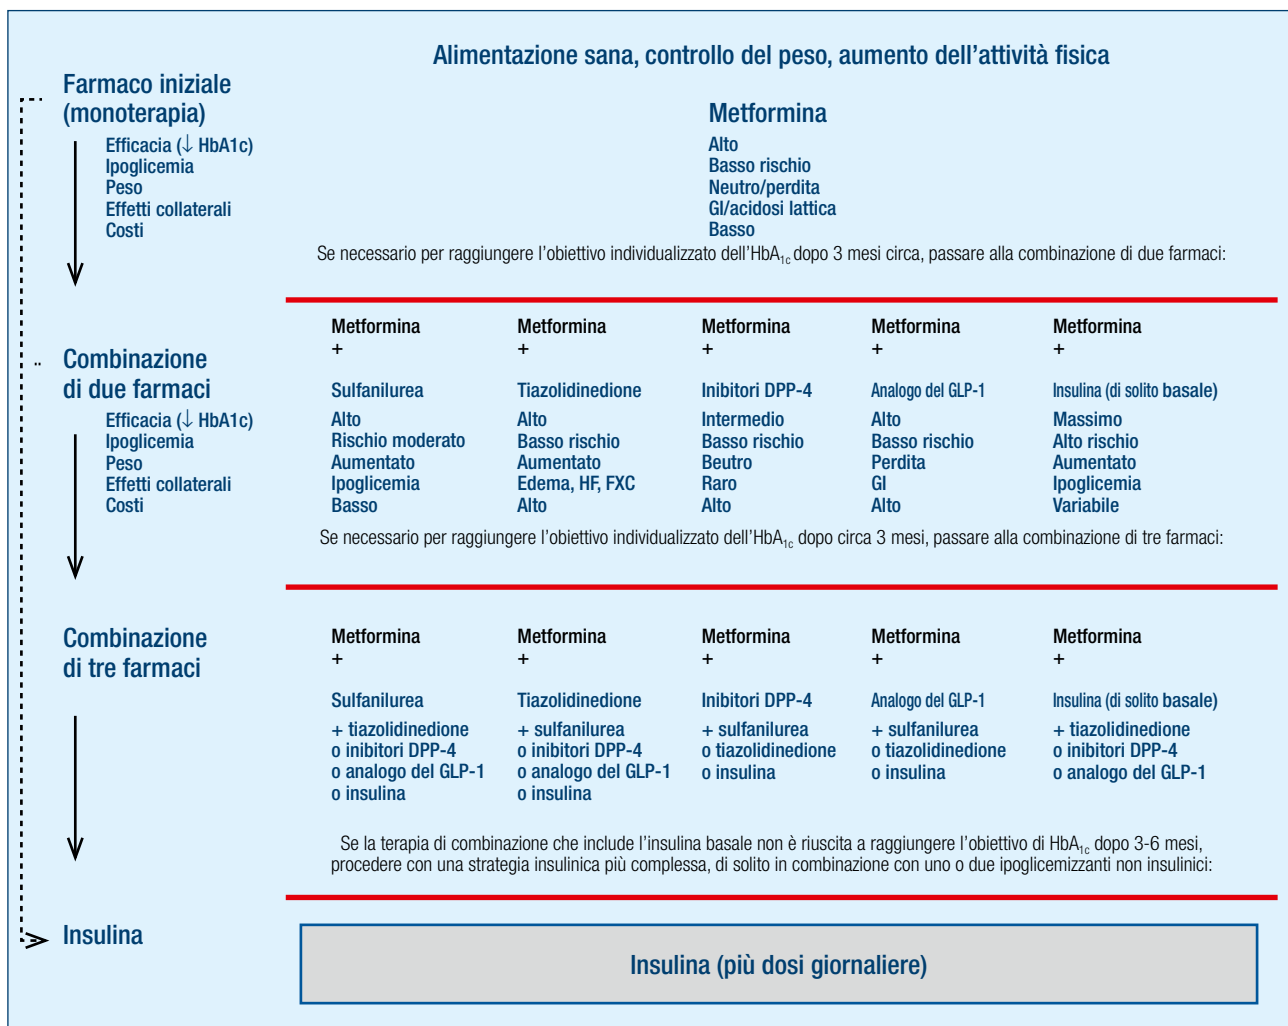 Alimentazione sana, controllo del peso, aumento dell'attività fisica
Farmaco iniziale
(monoterapia)
Efficacia (↓ HbA1c)
Ipoglicemia
Peso
Effetti collaterali
Costi
Metformina
Alto
Basso rischio
Neutro/perdita
GI/acidosi lattica
Basso
Se necessario per raggiungere l'obiettivo individualizzato dell'HbA1c dopo 3 mesi circa, passare alla combinazione di due farmaci:
Combinazione
di due farmaci
Efficacia (↓ HbA1c)
Ipoglicemia
Peso
Effetti collaterali
Costi
Metformina
+
Sulfanilurea
Alto
Rischio moderato
Aumentato
Ipoglicemia
Basso
Metformina
+
Tiazolidinedione
Alto
Basso rischio
Aumentato
Edema, HF, FXC
Alto
Metformina
+
Inibitori DPP-4
Intermedio
Basso rischio
Beutro
Raro
Alto
Metformina
+
Analogo del GLP-1
Alto
Basso rischio
Perdita
GI
Alto
Metformina
+
Insulina (di solito basale)
Massimo
Alto rischio
Aumentato
Ipoglicemia
Variabile
Se necessario per raggiungere l'obiettivo individualizzato dell'HbA1c dopo circa 3 mesi, passare alla combinazione di tre farmaci:
Combinazione
di tre farmaci
Metformina
+
Sulfanilurea
+ tiazolidinedione
o inibitori DPP-4
o analogo del GLP-1
o insulina
Metformina
+
Tiazolidinedione
+ sulfanilurea
o inibitori DPP-4
o analogo del GLP-1
o insulina
Metformina
+
Inibitori DPP-4
+ sulfanilurea
o tiazolidinedione
o insulina
Metformina
+
Analogo del GLP-1
+ sulfanilurea
o tiazolidinedione
o insulina
Metformina
+
Insulina (di solito basale)
+ tiazolidinedione
o inibitori DPP-4
o analogo del GLP-1
Se la terapia di combinazione che include l'insulina basale non è riuscita a raggiungere l'obiettivo di HbA1c dopo 3-6 mesi,
procedere con una strategia insulinica più complessa, di solito in combinazione con uno o due ipoglicemizzanti non insulinici:
Insulina
Insulina (più dosi giornaliere)